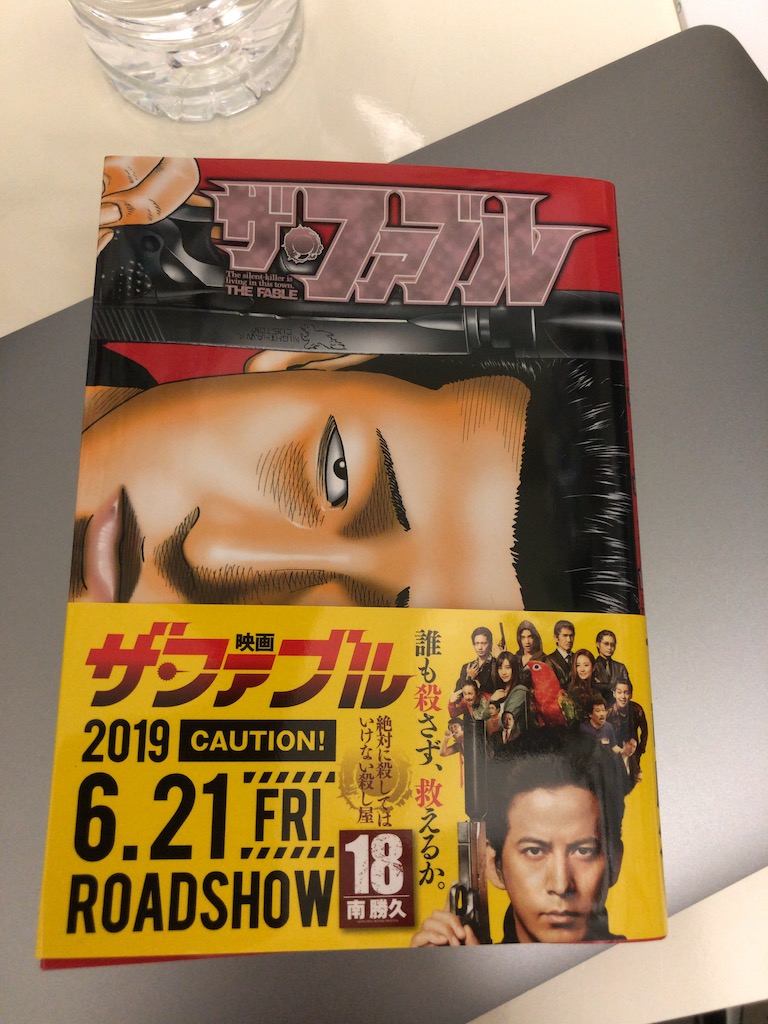 ザ・ファブル
The silent-killer is
living in this town.
THE FABLE
NIGHTHAWK
CUSTOM
映画
ザ・ファブル
2019 CAUTION!
6.21 FRI
ROADSHOW
絶対に殺しては
いけない殺し屋
18
南 勝久
誰も殺さず、救えるか。